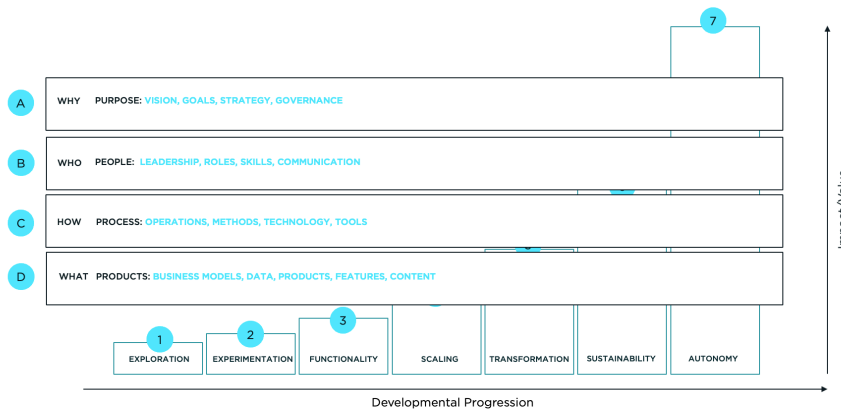 7
A
WHY PURPOSE: VISION, GOALS, STRATEGY, GOVERNANCE
B
WHO PEOPLE: LEADERSHIP, ROLES, SKILLS, COMMUNICATION
C
HOW PROCESS: OPERATIONS, METHODS, TECHNOLOGY, TOOLS
D
WHAT PRODUCTS: BUSINESS MODELS, DATA, PRODUCTS, FEATURES, CONTENT
1
2
3
EXPLORATION
EXPERIMENTATION
FUNCTIONALITY
SCALING
TRANSFORMATION
SUSTAINABILITY
AUTONOMY
Developmental Progression